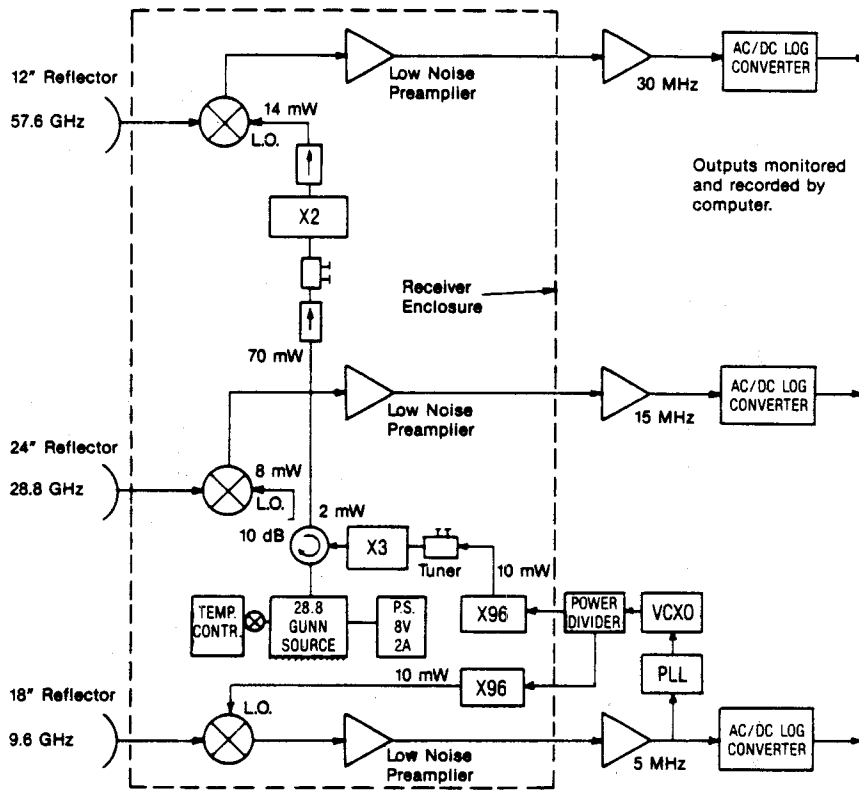 12" Reflector
57.6 GHz
14 mW
L.O.
Low Noise
Preamplier
30 MHz
AC/DC LOG
CONVERTER
Outputs monitored
and recorded by
computer.
X2
Receiver
Enclosure
70 mW
24" Reflector
28.8 GHz
8 mW
L.O.
Low Noise
Preamplier
15 MHz
AC/DC LOG
CONVERTER
10 dB
2 mW
X3
Tuner
10 mW
TEMP.
CONTR.
28.8
GUNN
SOURCE
P.S.
8V
2A
X96
POWER
DIVIDER
VCXO
PLL
10 mW
X96
18" Reflector
9.6 GHz
L.O.
Low Noise
Preamplier
5 MHz
AC/DC LOG
CONVERTER